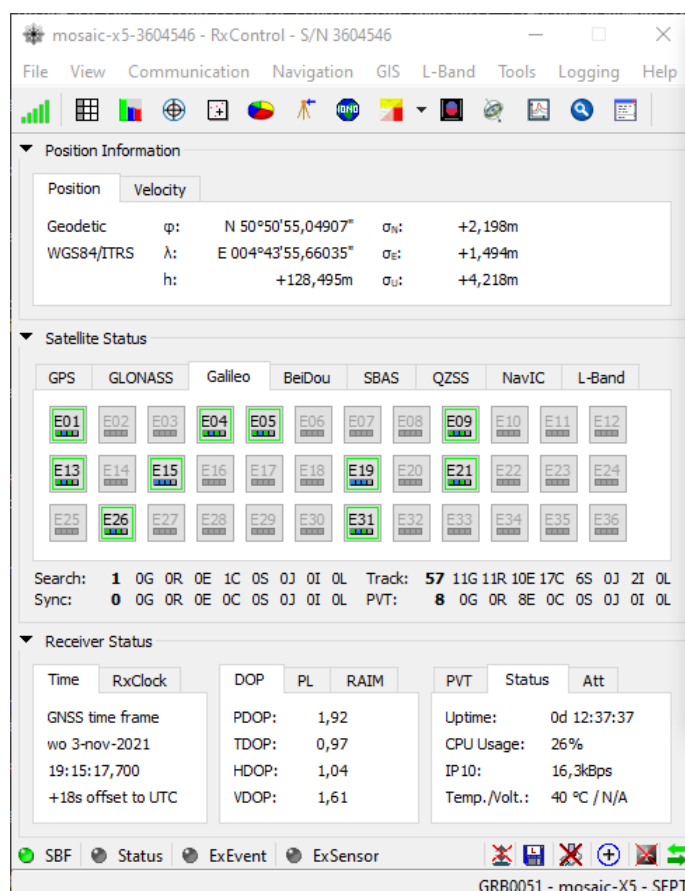 mosaic-x5-3604546 - RxControl - S/N 3604546
File View Communication Navigation GIS L-Band Tools Logging Help
IONO
Position Information
Position Velocity
Geodetic φ: N 50°50'55,04907" σN: +2,198m
WGS84/ITRS λ: E 004°43'55,66035" σE: +1,494m
h: +128,495m σU: +4,218m
Satellite Status
GPS GLONASS Galileo BeiDou SBAS QZSS NavIC L-Band
E01 E02 E03 E04 E05 E06 E07 E08 E09 E10 E11 E12
E13 E14 E15 E16 E17 E18 E19 E20 E21 E22 E23 E24
E25 E26 E27 E28 E29 E30 E31 E32 E33 E34 E35 E36
Search: 1 0G 0R 0E 1C 0S 0J 0I 0L Track: 57 11G 11R 10E 17C 6S 0J 2I 0L
Sync: 0 0G 0R 0E 0C 0S 0J 0I 0L PVT: 8 0G 0R 8E 0C 0S 0J 0I 0L
Receiver Status
Time RxClock DOP PL RAIM PVT Status Att
GNSS time frame PDOP: 1,92 Uptime: 0d 12:37:37
wo 3-nov-2021 TDOP: 0,97 CPU Usage: 26%
19:15:17,700 HDOP: 1,04 IP10: 16,3kBps
+18s offset to UTC VDOP: 1,61 Temp./Volt.: 40 °C / N/A
SBF Status ExEvent ExSensor
GRB0051 - mosaic-X5 - SEPT